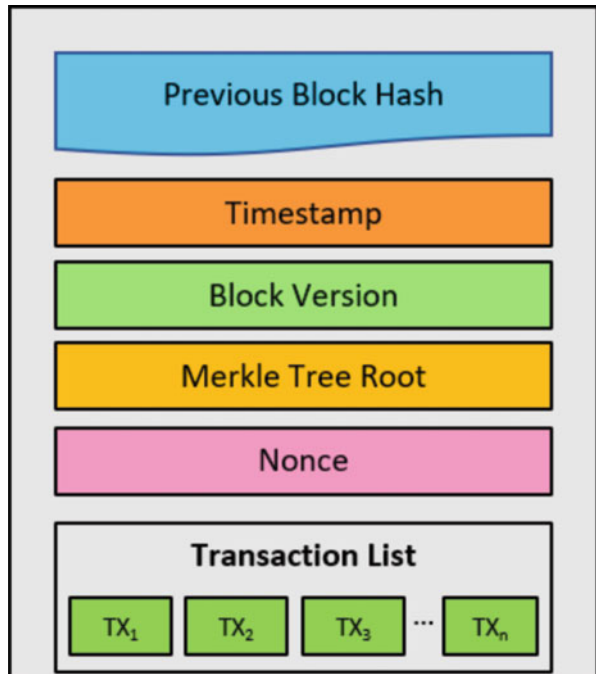 Previous Block Hash
Timestamp
Block Version
Merkle Tree Root
Nonce
Transaction List
TX₁ TX₂ TX₃ ... TXₙ